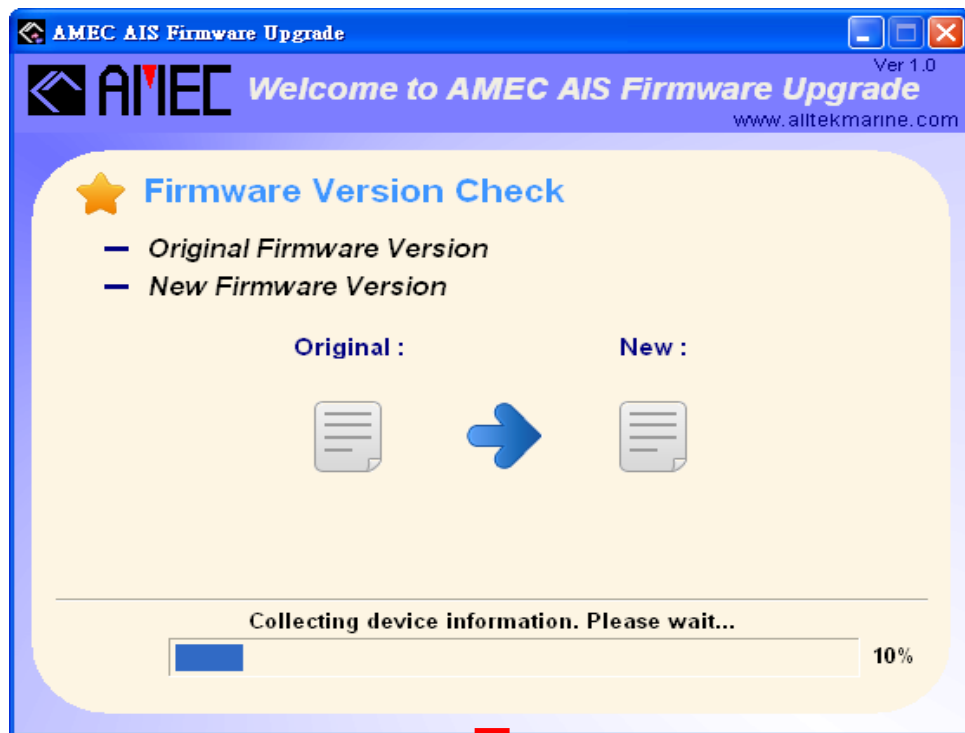 AMEC AIS Firmware Upgrade
AMEC Welcome to AMEC AIS Firmware Upgrade
Ver 1.0
www.alltekmarine.com
Firmware Version Check
Original Firmware Version
New Firmware Version
Original : New :
Collecting device information. Please wait...
10%